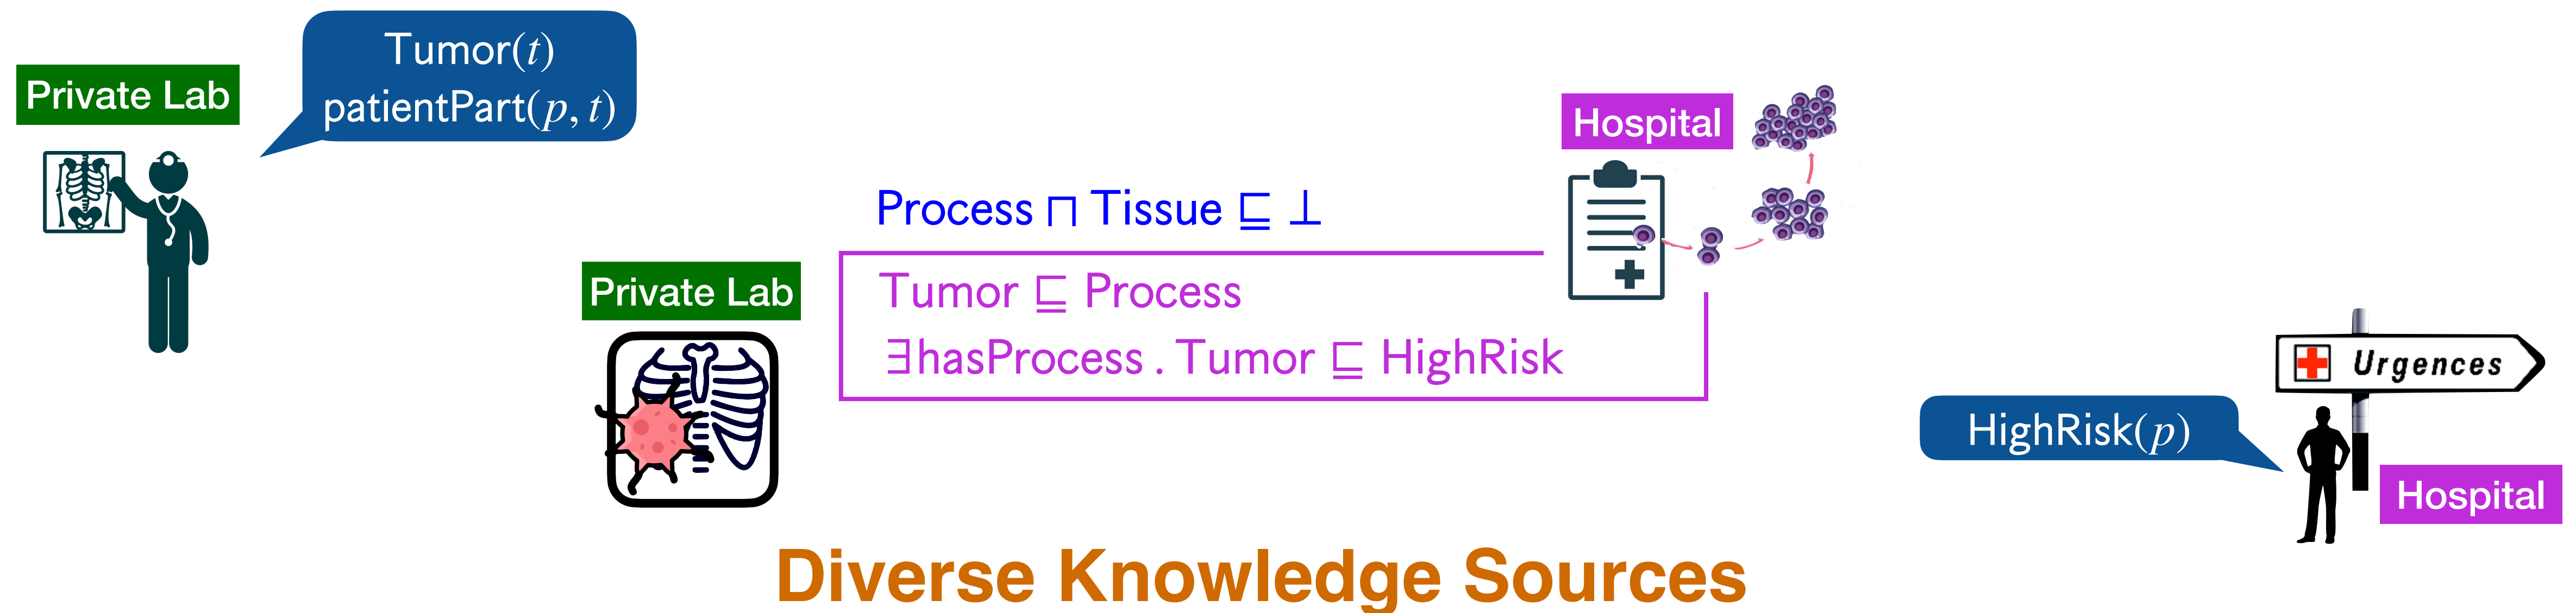 Private Lab
Tumor(t)
patientPart(p, t)
Process ⊓ Tissue ⊑ ⊥
Private Lab
Tumor ⊑ Process
∃hasProcess . Tumor ⊑ HighRisk
Hospital
HighRisk(p)
Urgences
Hospital
Diverse Knowledge Sources